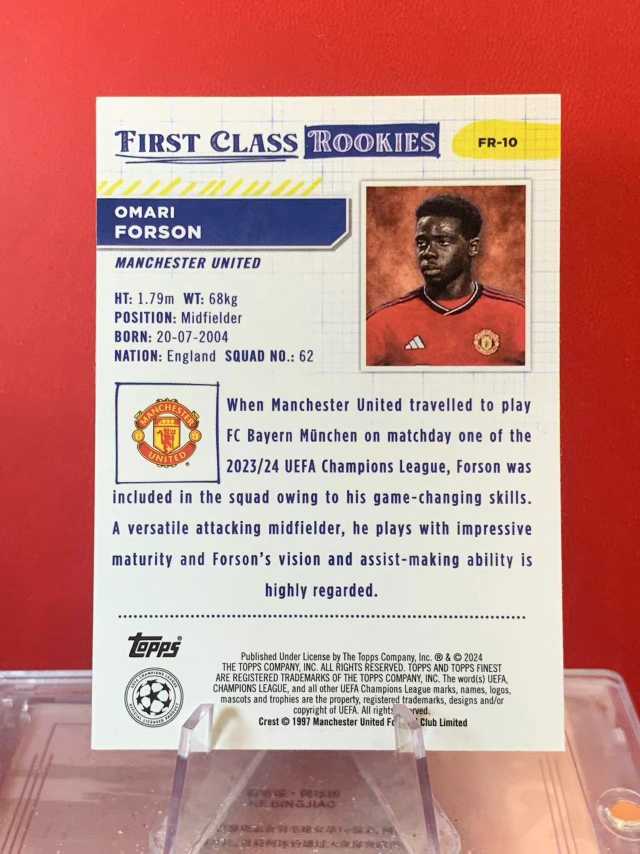 FIRST CLASS ROOKIES
FR-10
OMARI
FORSON
MANCHESTER UNITED
HT: 1.79m WT: 68kg
POSITION: Midfielder
BORN: 20-07-2004
NATION: England SQUAD NO.: 62
MANCHESTER
UNITED
When Manchester United travelled to play
FC Bayern München on matchday one of the
2023/24 UEFA Champions League, Forson was
included in the squad owing to his game-changing skills.
A versatile attacking midfielder, he plays with impressive
maturity and Forson's vision and assist-making ability is
highly regarded.
Topps®
Published Under License by The Topps Company, Inc. ® & © 2024
THE TOPPS COMPANY, INC. ALL RIGHTS RESERVED. TOPPS AND TOPPS FINEST
ARE REGISTERED TRADEMARKS OF THE TOPPS COMPANY, INC. The word(s) UEFA,
CHAMPIONS LEAGUE, and all other UEFA Champions League marks, names, logos,
mascots and trophies are the property, registered trademarks, designs and/or
copyright of UEFA. All rights reserved.
Crest © 1997 Manchester United Football Club Limited